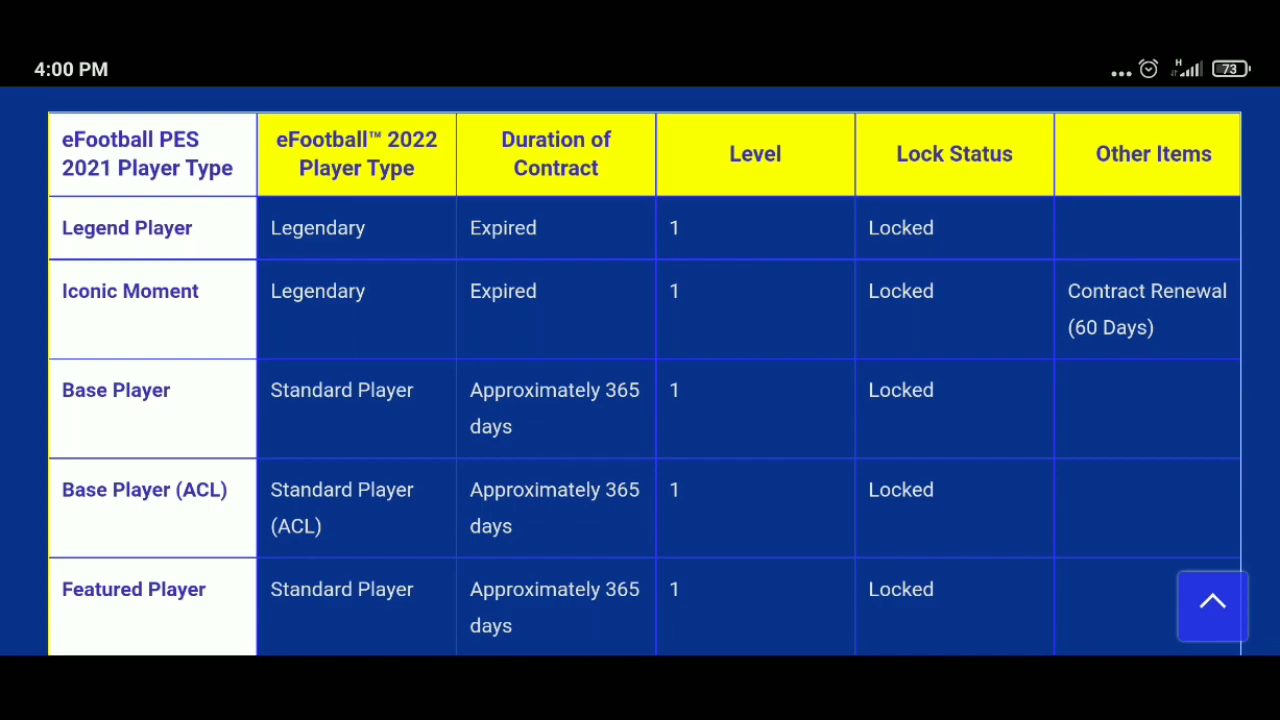 4:00 PM
H
73
eFootball PES
2021 Player Type
eFootball™ 2022
Player Type
Duration of
Contract
Level
Lock Status
Other Items
Legend Player
Legendary
Expired
1
Locked
Iconic Moment
Legendary
Expired
1
Locked
Contract Renewal
(60 Days)
Base Player
Standard Player
Approximately 365
days
1
Locked
Base Player (ACL)
Standard Player
(ACL)
Approximately 365
days
1
Locked
Featured Player
Standard Player
Approximately 365
days
1
Locked